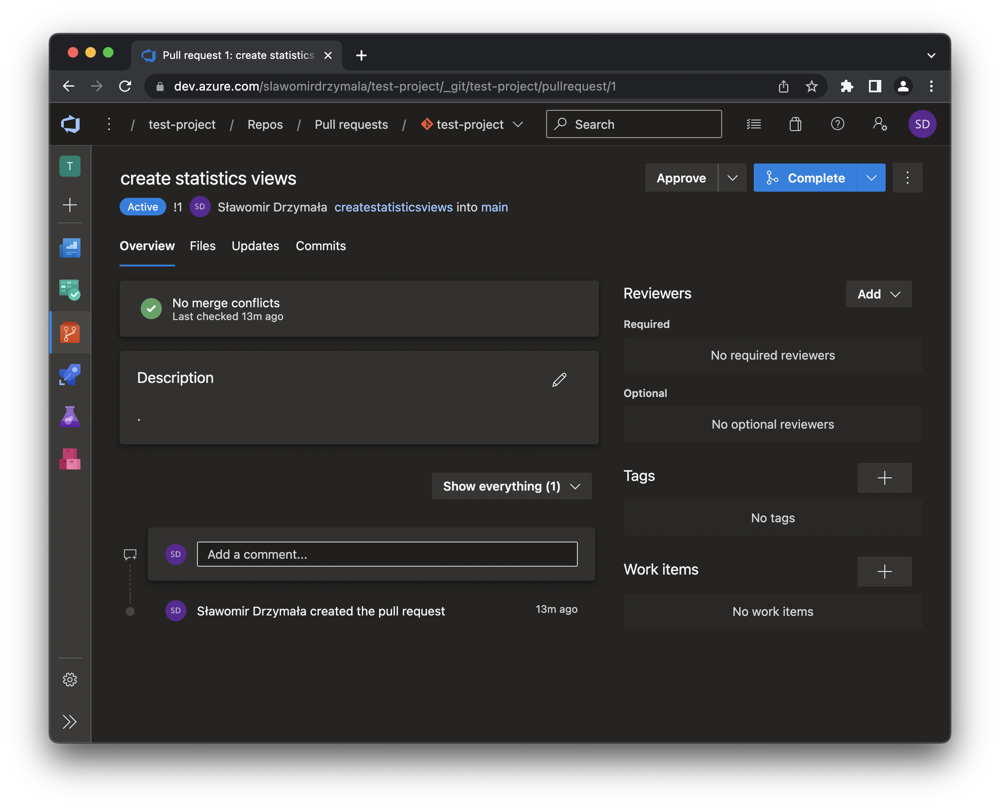 Pull request 1: create statistics
dev.azure.com/slawomirdrzymala/test-project/_git/test-project/pullrequest/1
/ test-project / Repos / Pull requests / test-project
Search
SD
T
create statistics views
Approve
Complete
Active !1 SD Sławomir Drzymała createstatisticsviews into main
Overview Files Updates Commits
No merge conflicts
Last checked 13m ago
Description
.
Show everything (1)
SD Add a comment...
SD Sławomir Drzymała created the pull request 13m ago
Reviewers
Add
Required
No required reviewers
Optional
No optional reviewers
Tags
No tags
Work items
No work items